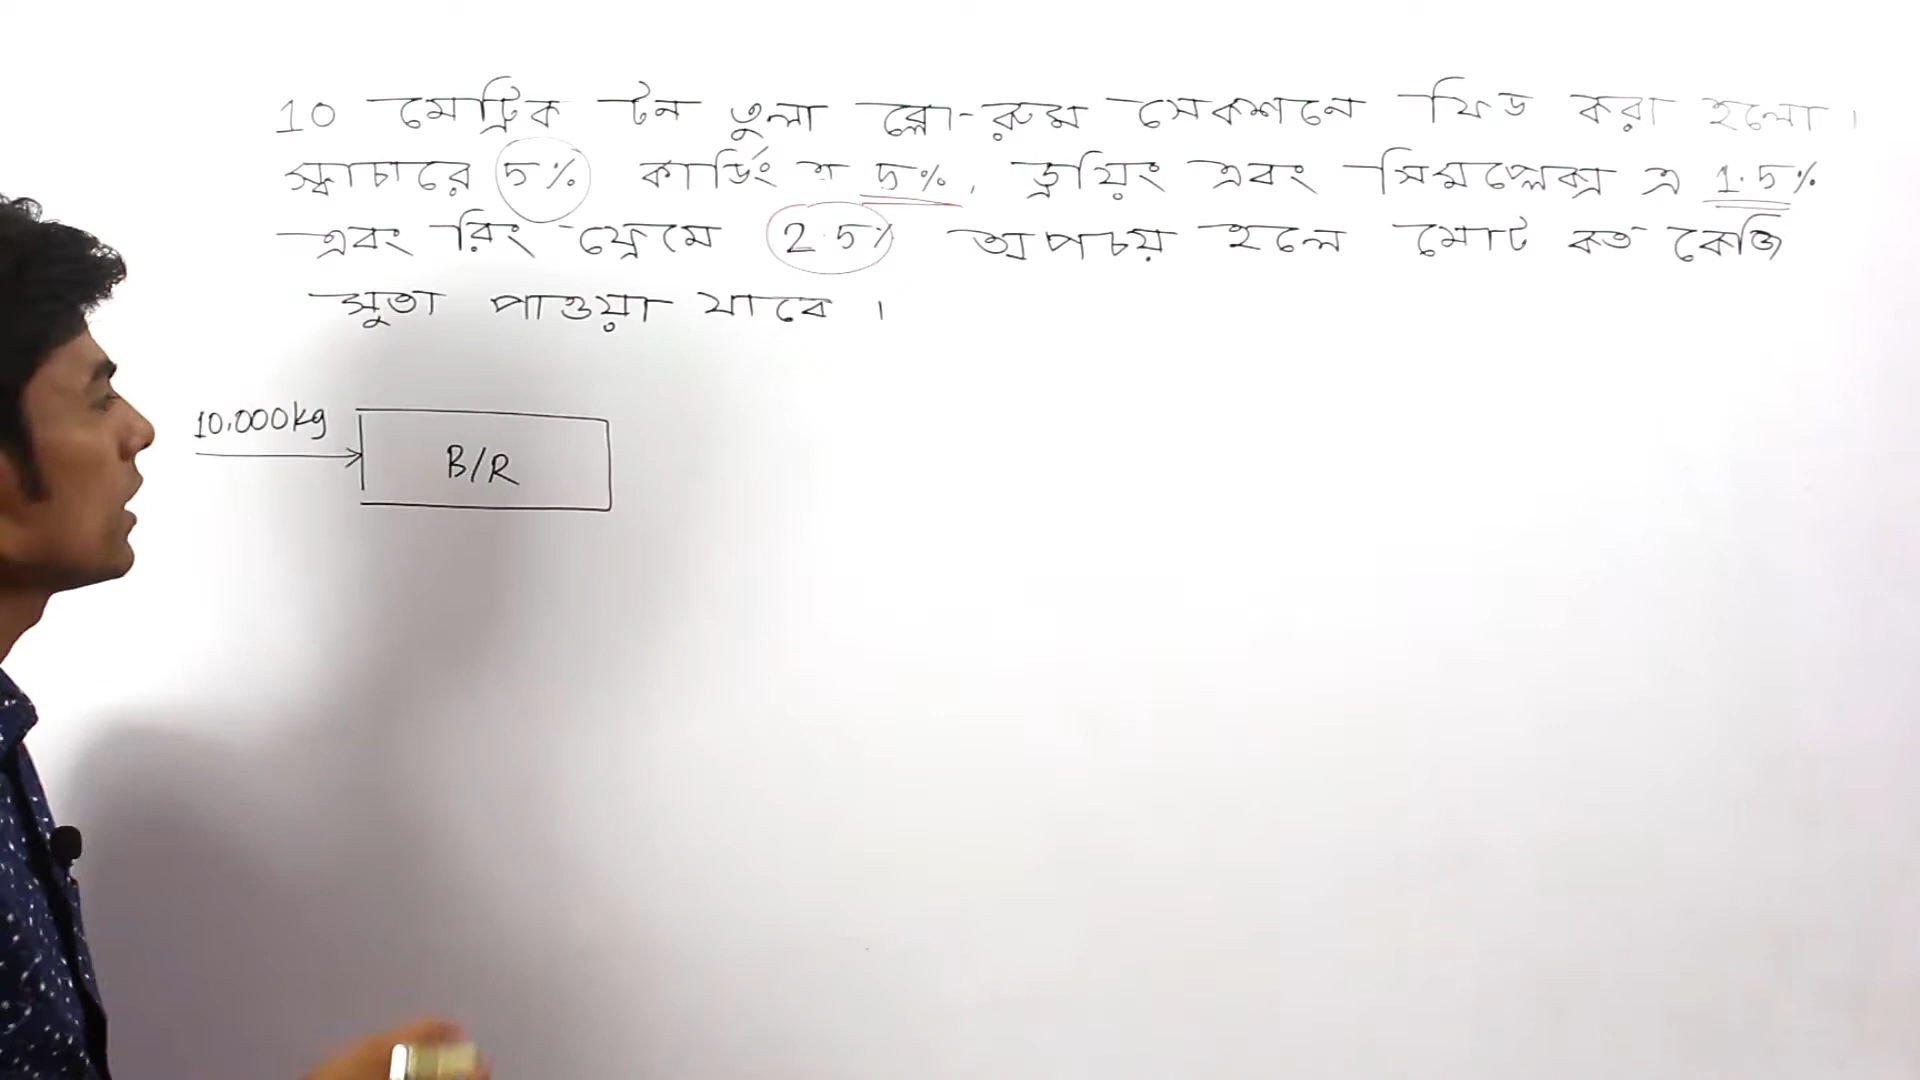 10 মেট্রিক টন তুলা ব্লো-রুম সেকশনে ফিড করা হলো।
স্কাচারে 5% কার্ডিং এ 5%, ড্রয়িং এবং সিমপ্লেক্স এ 1.5%
এবং রিং ফ্রেমে 2.5% অপচয় হলে মোট কত কেজি
সুতা পাওয়া যাবে।
10,000kg
B/R